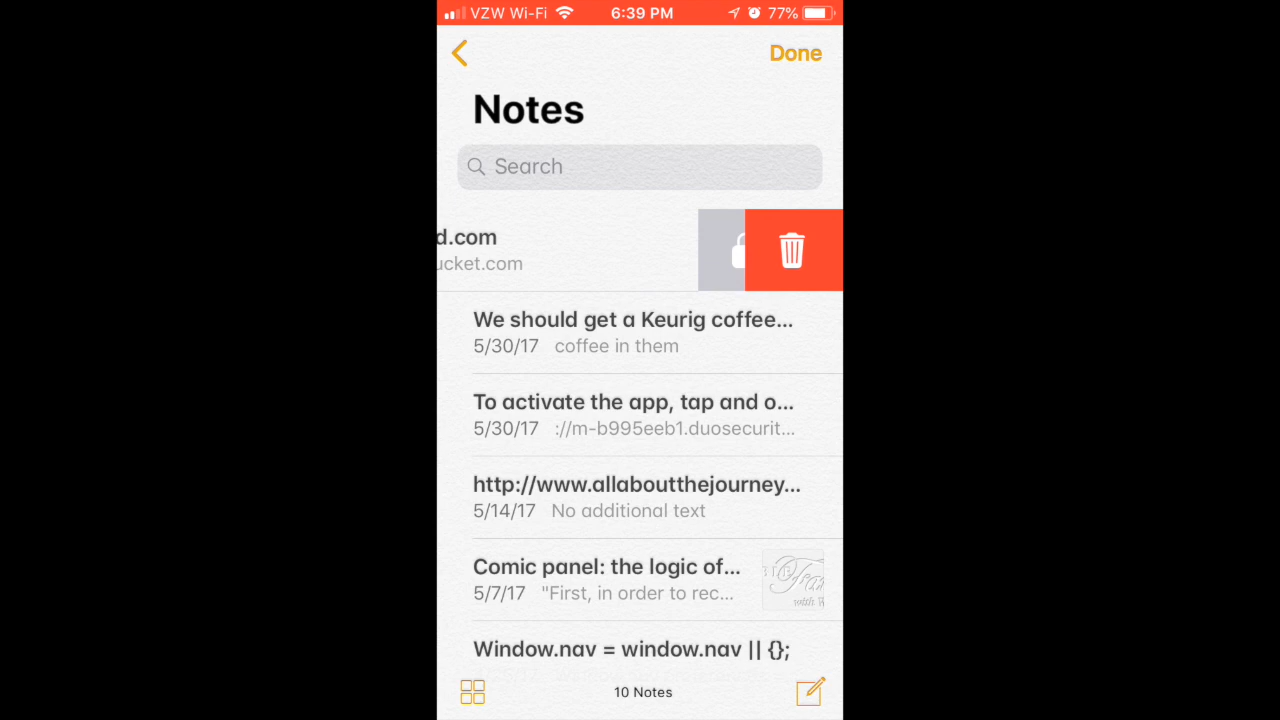 VZW Wi-Fi 6:39 PM 77%
Done
Notes
Search
d.com
ucket.com
We should get a Keurig coffee...
5/30/17 coffee in them
To activate the app, tap and o...
5/30/17 ://m-b995eeb1.duosecurit...
http://www.allaboutthejourney...
5/14/17 No additional text
Comic panel: the logic of...
5/7/17 "First, in order to rec...
with
Window.nav = window.nav || {};
10 Notes